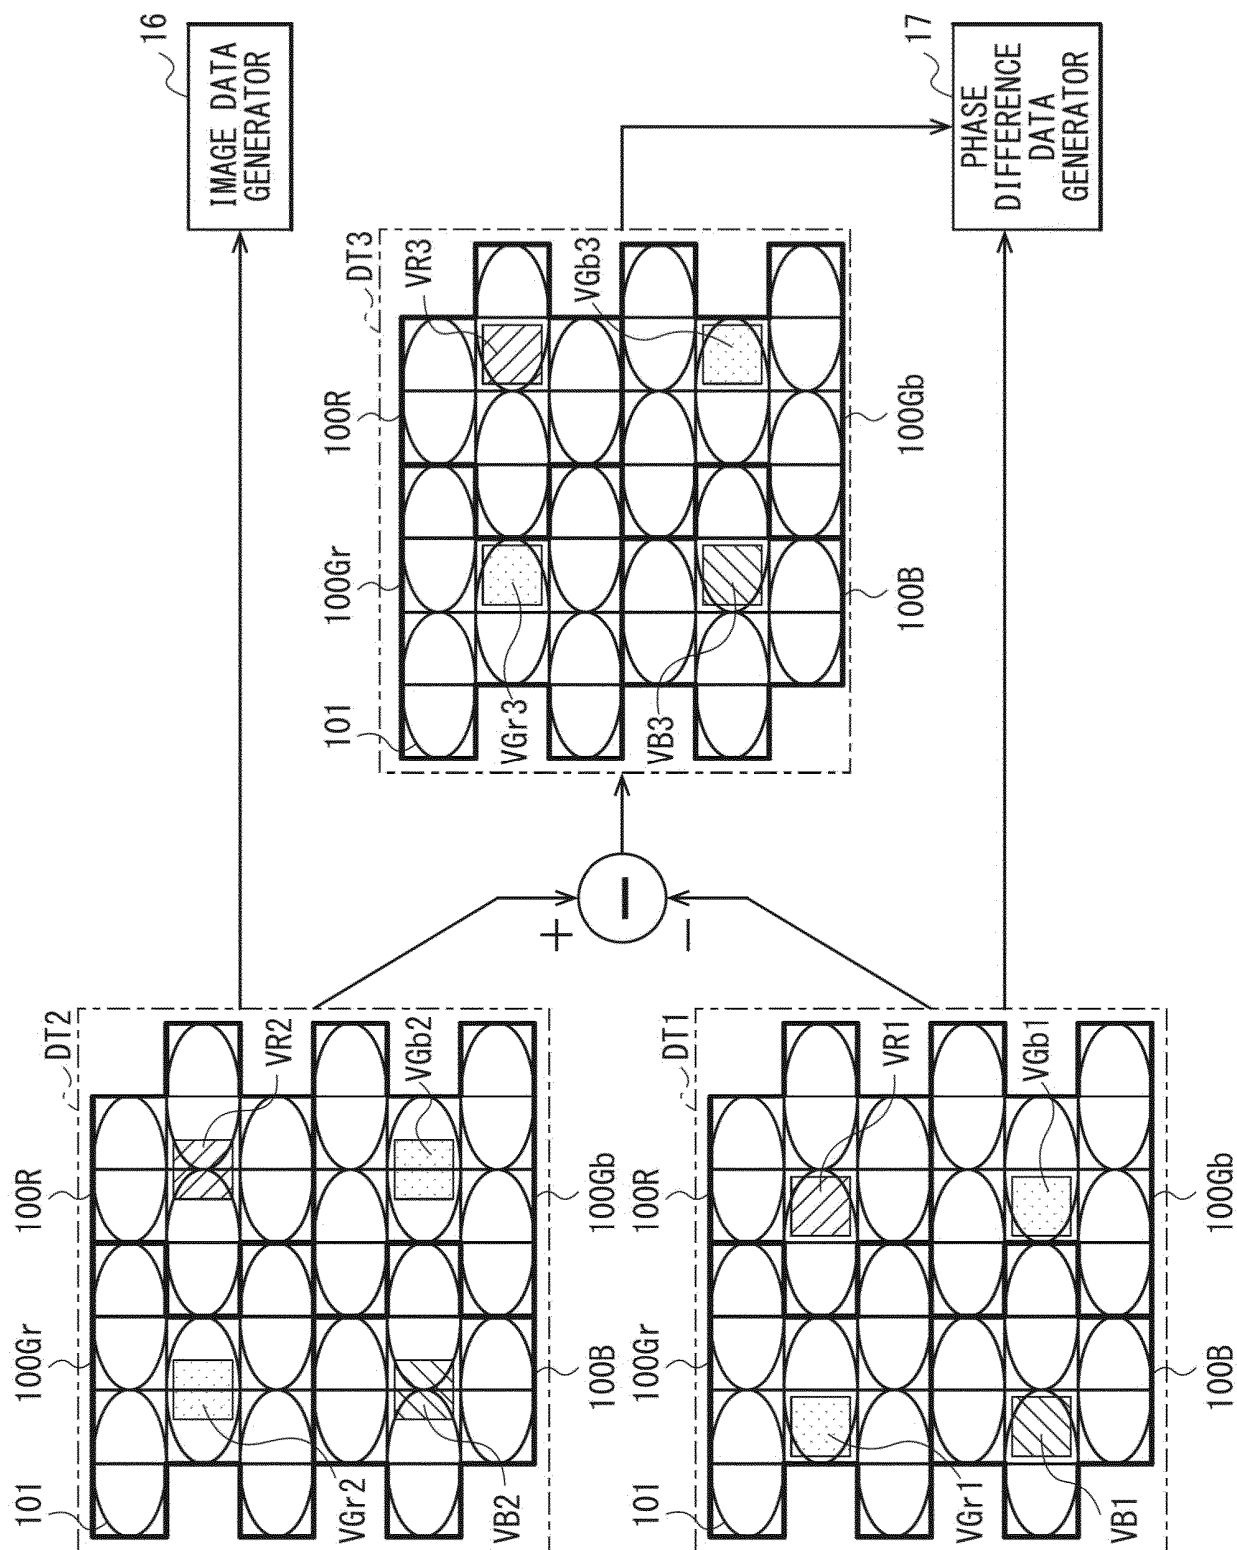 101
100Gr
100R
DT2
16
IMAGE DATA
GENERATOR
VR2
VGr2
VGb2
VB2
100B
100Gb
101
100Gr
100R
DT3
VR3
VGr3
VGb3
VB3
100B
100Gb
+
−
−
101
100Gr
100R
DT1
VR1
VGr1
VGb1
VB1
100B
100Gb
17
PHASE
DIFFERENCE
DATA
GENERATOR